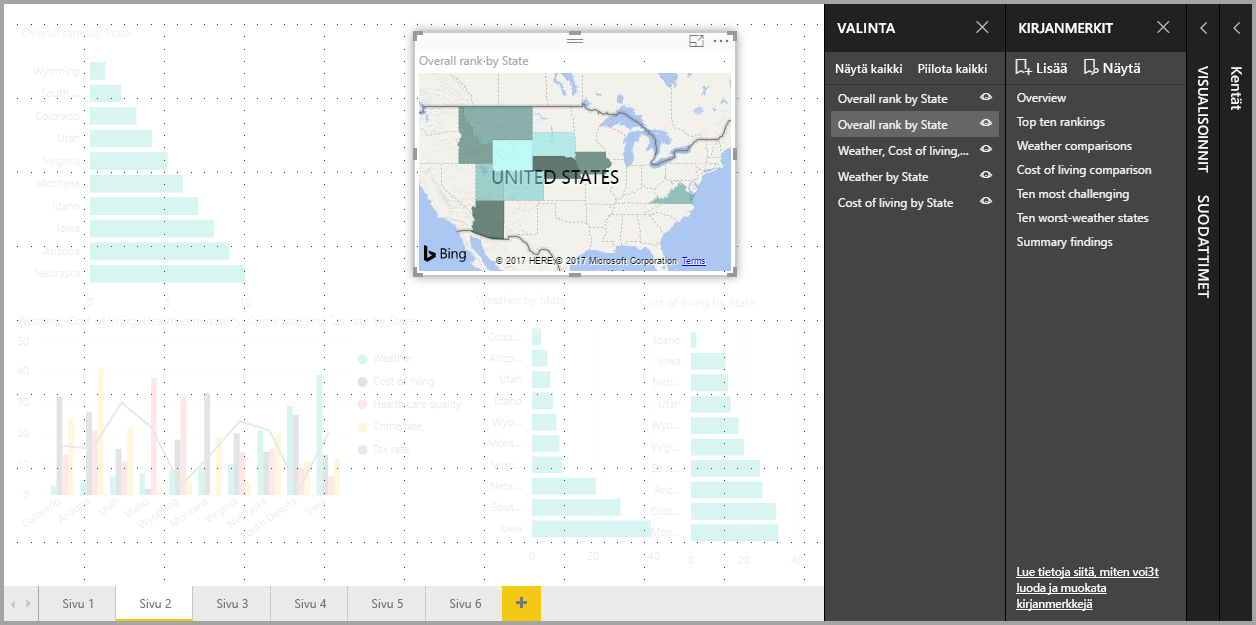 Overall rank by State
Wyoming
South ...
Colorado
Utah
Virginia
Montana
Idaho
Iowa
Arizona
Nebraska
0 5 10
Overall rank by State
UNITED STATES
Bing
© 2017 HERE © 2017 Microsoft Corporation Terms
Weather, Cost of living, Health care quality, Crime rate and Tax rate by State
50
40
30
20
10
0
Colorado
Arizona
Utah
Idaho
Wyoming
Montana
Virginia
Nebraska
South Dakota
Iowa
Weather
Cost of living
Health care quality
Crime rate
Tax rate
Weather by State
Color...
Arizo...
Utah
Idaho
Wyo...
Mont...
Virgi...
Nebr...
Sout...
Iowa
0 20 40
Cost of living by State
Idaho
Iowa
Neb...
Utah
Wyo...
Virgi...
Sout...
Ariz...
Colo...
Mon...
0 20 40
Sivu 1
Sivu 2
Sivu 3
Sivu 4
Sivu 5
Sivu 6
VALINTA
Näytä kaikki Piilota kaikki
Overall rank by State
Overall rank by State
Weather, Cost of living,...
Weather by State
Cost of living by State
KIRJANMERKIT
Lisää Näytä
Overview
Top ten rankings
Weather comparisons
Cost of living comparison
Ten most challenging
Ten worst-weather states
Summary findings
Lue tietoja siitä, miten voi3t
luoda ja muokata
kirjanmerkkejä
VISUALISOINNIT
SUODATTIMET
Kentät